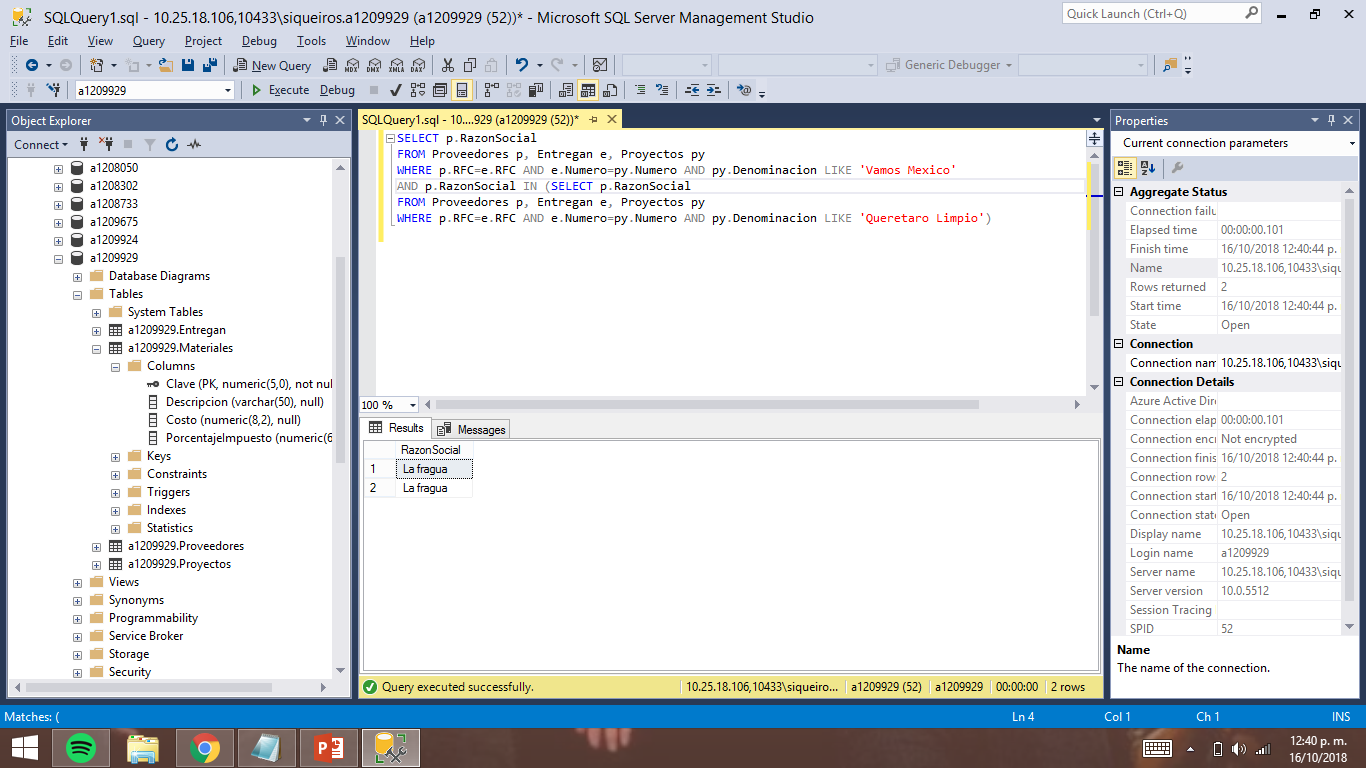 SQLQuery1.sql - 10.25.18.106,10433\siqueiros.a1209929 (a1209929 (52))* - Microsoft SQL Server Management Studio
Quick Launch (Ctrl+Q)
File Edit View Query Project Debug Tools Window Help
New Query MDX DMX XMLA DAX Generic Debugger
a1209929 Execute Debug
Object Explorer
Connect
a1208050
a1208302
a1208733
a1209675
a1209924
a1209929
Database Diagrams
Tables
System Tables
a1209929.Entregan
a1209929.Materiales
Columns
Clave (PK, numeric(5,0), not nul
Descripcion (varchar(50), null)
Costo (numeric(8,2), null)
PorcentajeImpuesto (numeric(6
Keys
Constraints
Triggers
Indexes
Statistics
a1209929.Proveedores
a1209929.Proyectos
Views
Synonyms
Programmability
Service Broker
Storage
Security
SQLQuery1.sql - 10....929 (a1209929 (52))*
SELECT p.RazonSocial
FROM Proveedores p, Entregan e, Proyectos py
WHERE p.RFC=e.RFC AND e.Numero=py.Numero AND py.Denominacion LIKE 'Vamos Mexico'
AND p.RazonSocial IN (SELECT p.RazonSocial
FROM Proveedores p, Entregan e, Proyectos py
WHERE p.RFC=e.RFC AND e.Numero=py.Numero AND py.Denominacion LIKE 'Queretaro Limpio')
100 %
Results Messages
RazonSocial
1 La fragua
2 La fragua
Query executed successfully. 10.25.18.106,10433\siqueiro... a1209929 (52) a1209929 00:00:00 2 rows
Properties
Current connection parameters
Aggregate Status
Connection failu
Elapsed time 00:00:00.101
Finish time 16/10/2018 12:40:44 p.
Name 10.25.18.106,10433\siqu
Rows returned 2
Start time 16/10/2018 12:40:44 p.
State Open
Connection
Connection nam 10.25.18.106,10433\siqu
Connection Details
Azure Active Dire
Connection elap 00:00:00.101
Connection encr Not encrypted
Connection finis 16/10/2018 12:40:44 p.
Connection row 2
Connection start 16/10/2018 12:40:44 p.
Connection state Open
Display name 10.25.18.106,10433\siqu
Login name a1209929
Server name 10.25.18.106,10433\siqu
Server version 10.0.5512
Session Tracing
SPID 52
Name
The name of the connection.
Matches: ( Ln 4 Col 1 Ch 1 INS
12:40 p. m.
16/10/2018